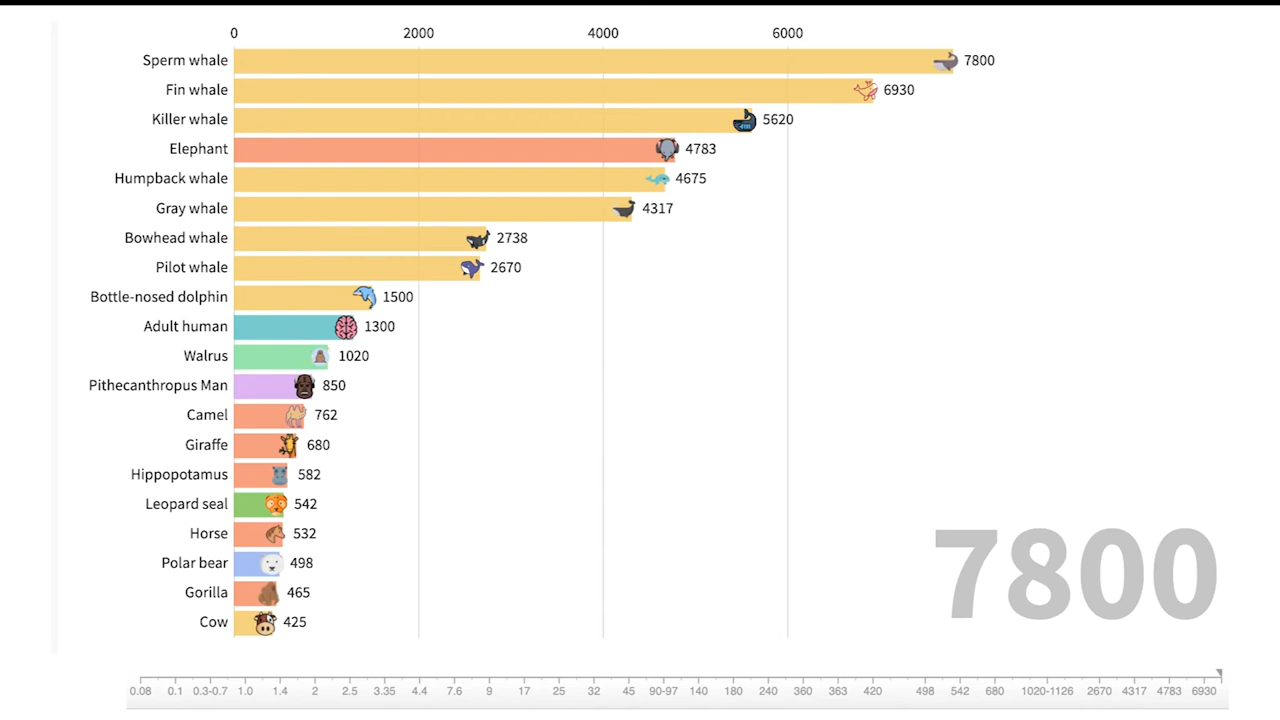 0 2000 4000 6000
Sperm whale 7800
Fin whale 6930
Killer whale 5620
Elephant 4783
Humpback whale 4675
Gray whale 4317
Bowhead whale 2738
Pilot whale 2670
Bottle-nosed dolphin 1500
Adult human 1300
Walrus 1020
Pithecanthropus Man 850
Camel 762
Giraffe 680
Hippopotamus 582
Leopard seal 542
Horse 532
Polar bear 498
Gorilla 465
Cow 425
7800
0.08 0.1 0.3-0.7 1.0 1.4 2 2.5 3.35 4.4 7.6 9 17 25 32 45 90-97 140 180 240 360 363 420 498 542 680 1020-1126 2670 4317 4783 6930